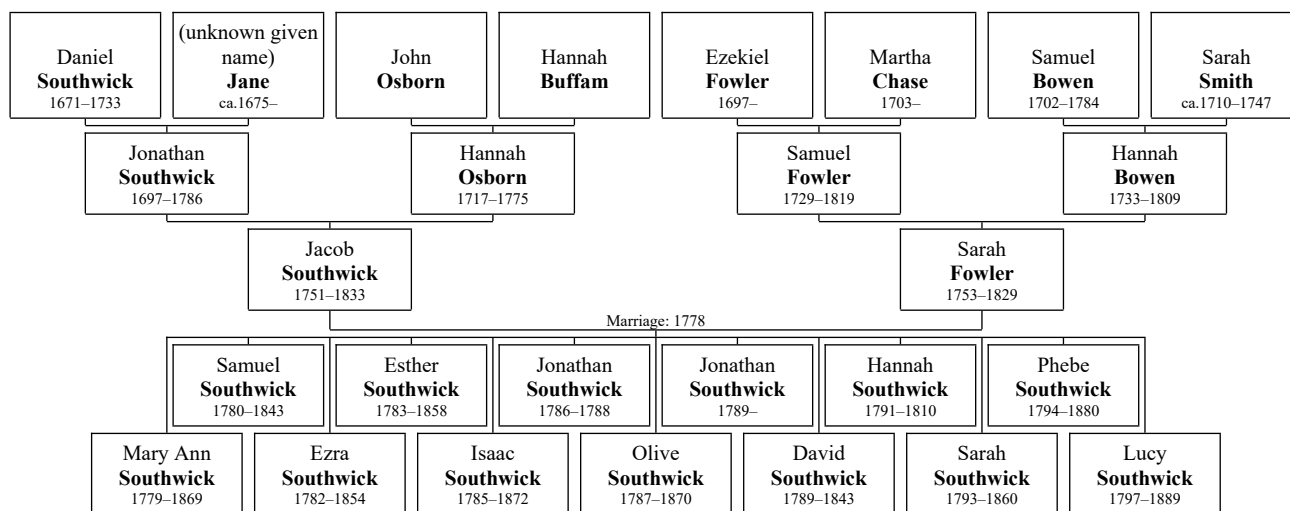 Daniel
Southwick
1671–1733
(unknown given
name)
Jane
ca.1675–
John
Osborn
Hannah
Buffam
Ezekiel
Fowler
1697–
Martha
Chase
1703–
Samuel
Bowen
1702–1784
Sarah
Smith
ca.1710–1747
Jonathan
Southwick
1697–1786
Hannah
Osborn
1717–1775
Samuel
Fowler
1729–1819
Hannah
Bowen
1733–1809
Jacob
Southwick
1751–1833
Sarah
Fowler
1753–1829
Marriage: 1778
Samuel
Southwick
1780–1843
Esther
Southwick
1783–1858
Jonathan
Southwick
1786–1788
Jonathan
Southwick
1789–
Hannah
Southwick
1791–1810
Phebe
Southwick
1794–1880
Mary Ann
Southwick
1779–1869
Ezra
Southwick
1782–1854
Isaac
Southwick
1785–1872
Olive
Southwick
1787–1870
David
Southwick
1789–1843
Sarah
Southwick
1793–1860
Lucy
Southwick
1797–1889